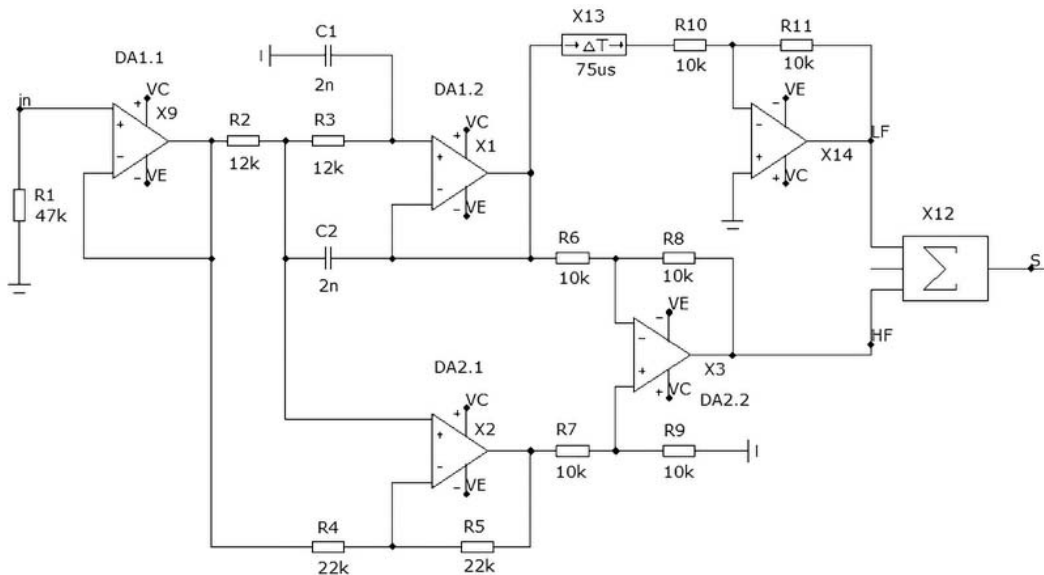 X13
R10
R11
ΔT
75us
10k
10k
C1
2n
DA1.1
DA1.2
in
VC
X9
VE
R2
12k
R3
12k
VC
X1
VE
VE
X14
VC
LF
R1
47k
C2
2n
R6
10k
R8
10k
X12
Σ
S
VE
X3
VC
DA2.2
HF
DA2.1
VC
X2
VE
R7
10k
R9
10k
R4
22k
R5
22k